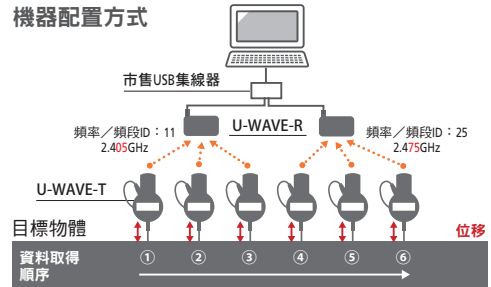 機器配置方式
市售USB集線器
頻率／頻段ID：11
2.405GHz
U-WAVE-R
頻率／頻段ID：25
2.475GHz
U-WAVE-T
目標物體
位移
資料取得
順序
① ② ③ ④ ⑤ ⑥